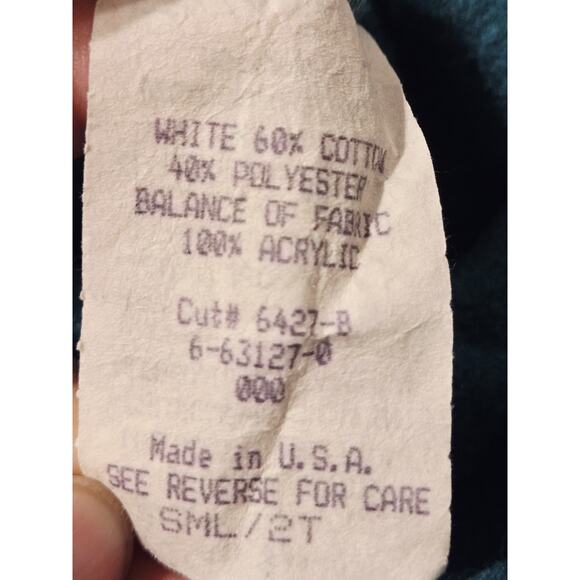 WHITE 60% COTTON
40% POLYESTER
BALANCE OF FABRIC
100% ACRYLIC
Cut# 6427-B
6-63127-0
000
Made in U.S.A.
SEE REVERSE FOR CARE
SML/2T